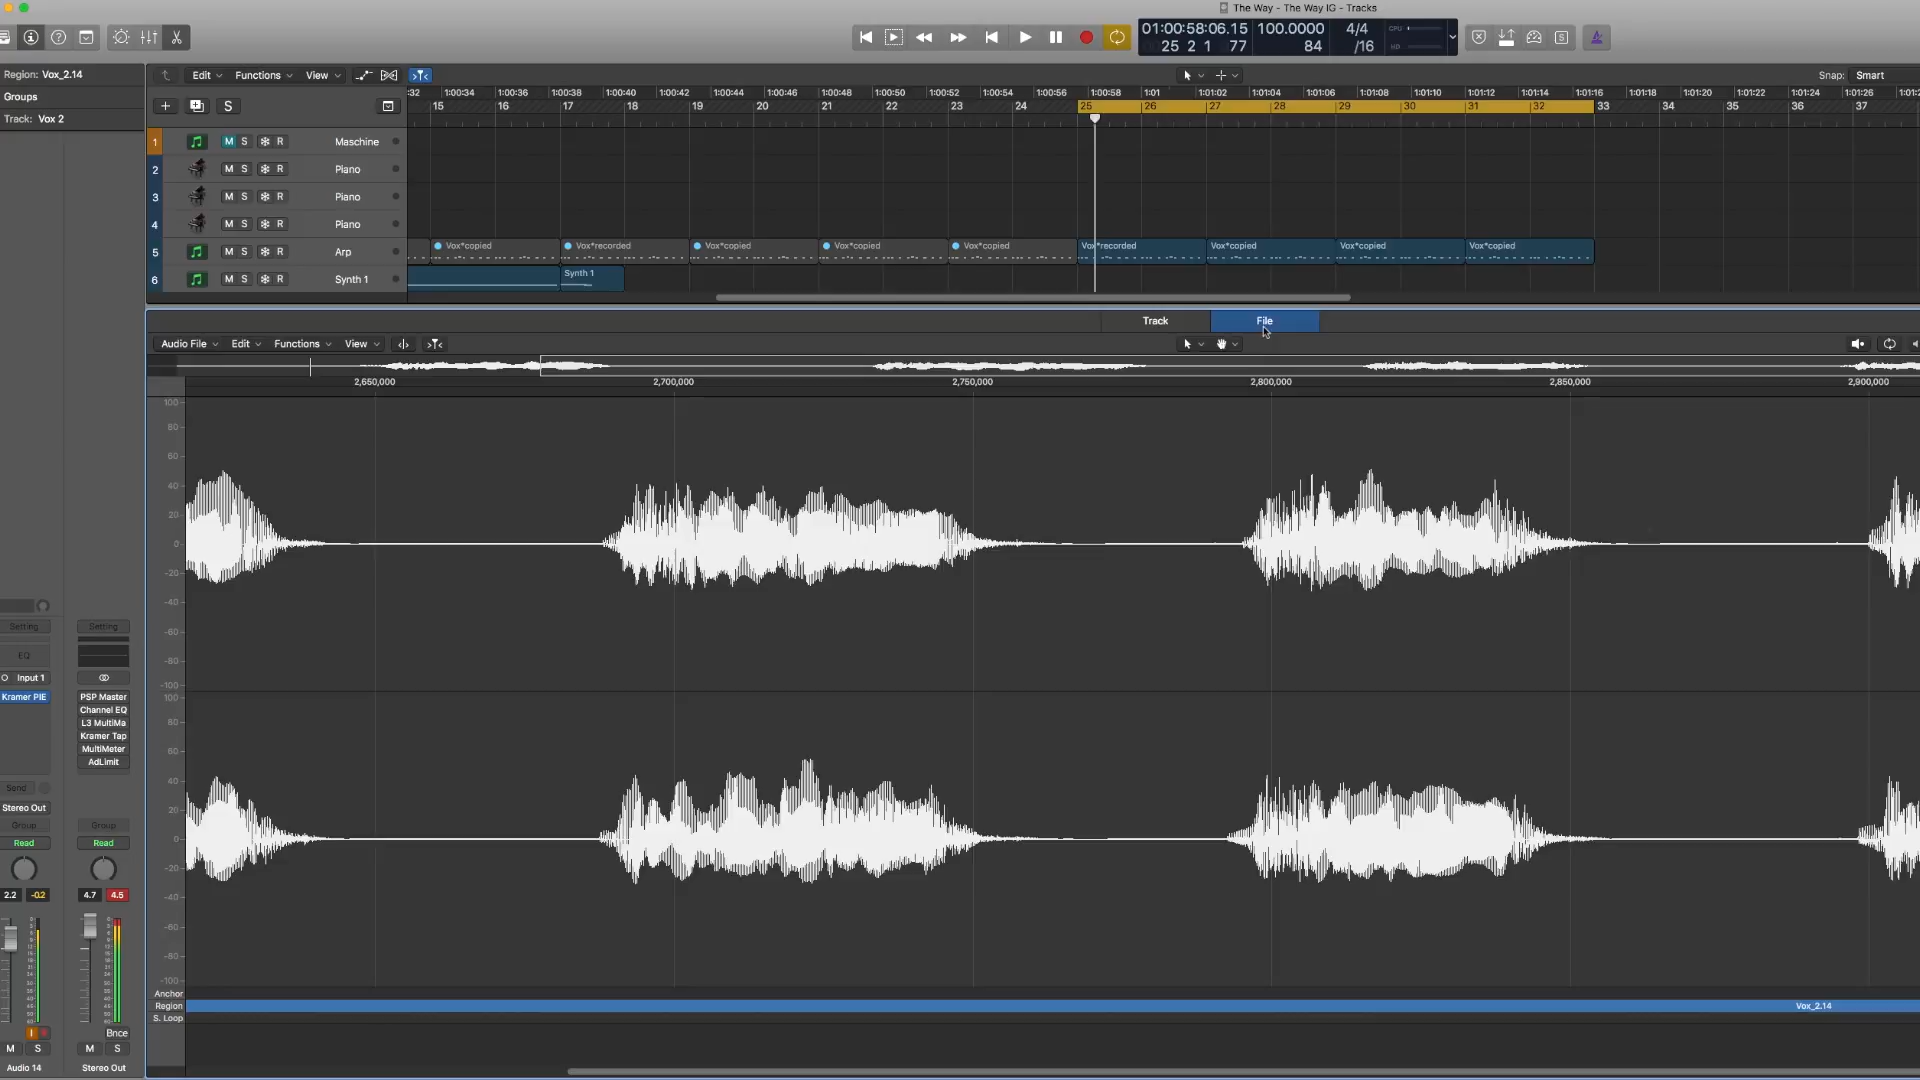 The Way - The Way IG - Tracks
01:00:58:06.15 100.0000 4/4 CPU
25 2 1 77 84 /16 HD
Region: Vox_2.14
Groups
Track: Vox 2
Edit Functions View
Snap: Smart
:32 1:00:34 1:00:36 1:00:38 1:00:40 1:00:42 1:00:44 1:00:46 1:00:48 1:00:50 1:00:52 1:00:54 1:00:56 1:00:58 1:01 1:01:02 1:01:04 1:01:06 1:01:08 1:01:10 1:01:12 1:01:14 1:01:16 1:01:18 1:01:20 1:01:22 1:01:24 1:01:26
15 16 17 18 19 20 21 22 23 24 25 26 27 28 29 30 31 32 33 34 35 36 37
S
1 M S R Maschine
2 M S R Piano
3 M S R Piano
4 M S R Piano
5 M S R Arp
Vox*copied Vox*recorded Vox*copied Vox*copied Vox*copied Vox*recorded Vox*copied Vox*copied Vox*copied
6 M S R Synth 1
Synth 1
Track File
Audio File Edit Functions View
2,650,000 2,700,000 2,750,000 2,800,000 2,850,000 2,900,000
100
80
60
40
20
0
-20
-40
-60
-80
-100
100
80
60
40
20
0
-20
-40
-60
-80
-100
Anchor
Region Vox_2.14
S. Loop
Setting Setting
EQ
Input 1
Kramer PIE PSP Master
Channel EQ
L3 MultiMa
Kramer Tap
MultiMeter
AdLimit
Send
Stereo Out
Group Group
Read Read
2.2 -0.2 4.7 4.5
I R Bnce
M S M S
Audio 14 Stereo Out